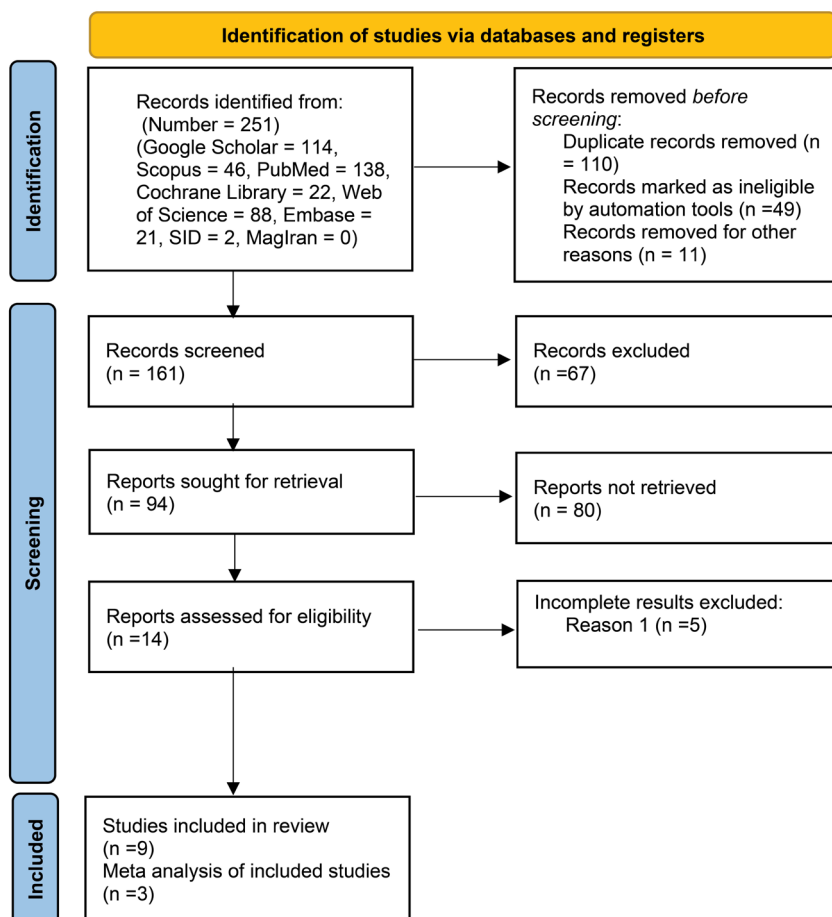 Identification of studies via databases and registers
Identification
Records identified from:
(Number = 251)
(Google Scholar = 114,
Scopus = 46, PubMed = 138,
Cochrane Library = 22, Web
of Science = 88, Embase =
21, SID = 2, MagIran = 0)
Records removed before
screening:
Duplicate records removed (n
= 110)
Records marked as ineligible
by automation tools (n =49)
Records removed for other
reasons (n = 11)
Screening
Records screened
(n = 161)
Records excluded
(n =67)
Reports sought for retrieval
(n = 94)
Reports not retrieved
(n = 80)
Reports assessed for eligibility
(n =14)
Incomplete results excluded:
Reason 1 (n =5)
Included
Studies included in review
(n =9)
Meta analysis of included studies
(n =3)